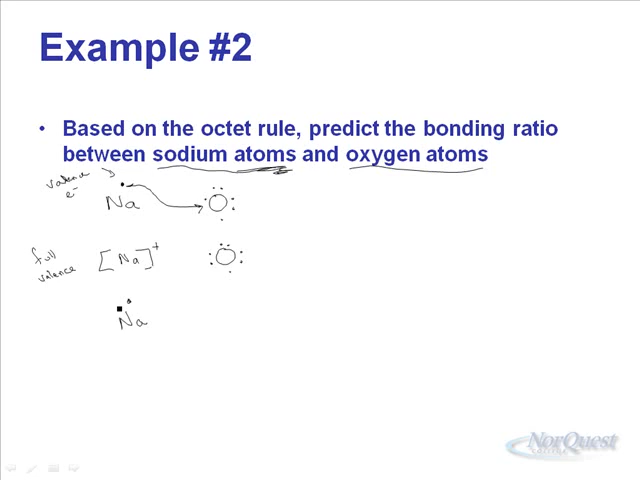 Example #2
• Based on the octet rule, predict the bonding ratio
between sodium atoms and oxygen atoms
valence
e⁻
Na O
full
valence
[Na]⁺ O
Na
NorQuest
COLLEGE